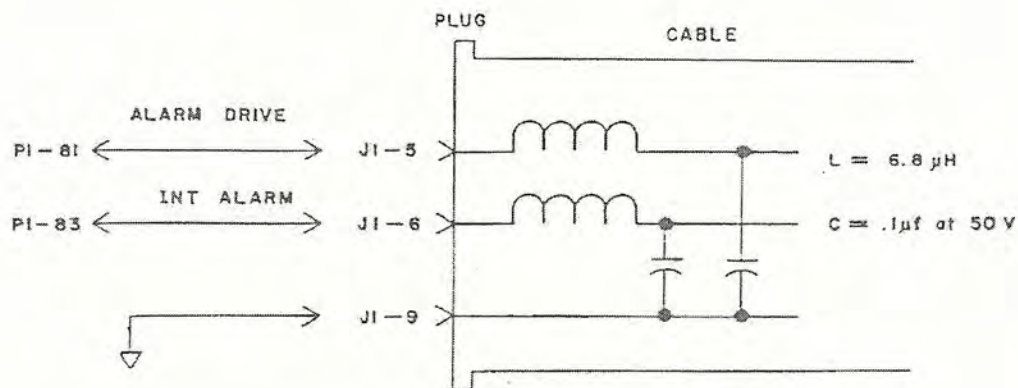 PLUG
CABLE
ALARM DRIVE
P1-81
J1-5
L = 6.8 μH
INT ALARM
P1-83
J1-6
C = .1μf at 50 V
J1-9